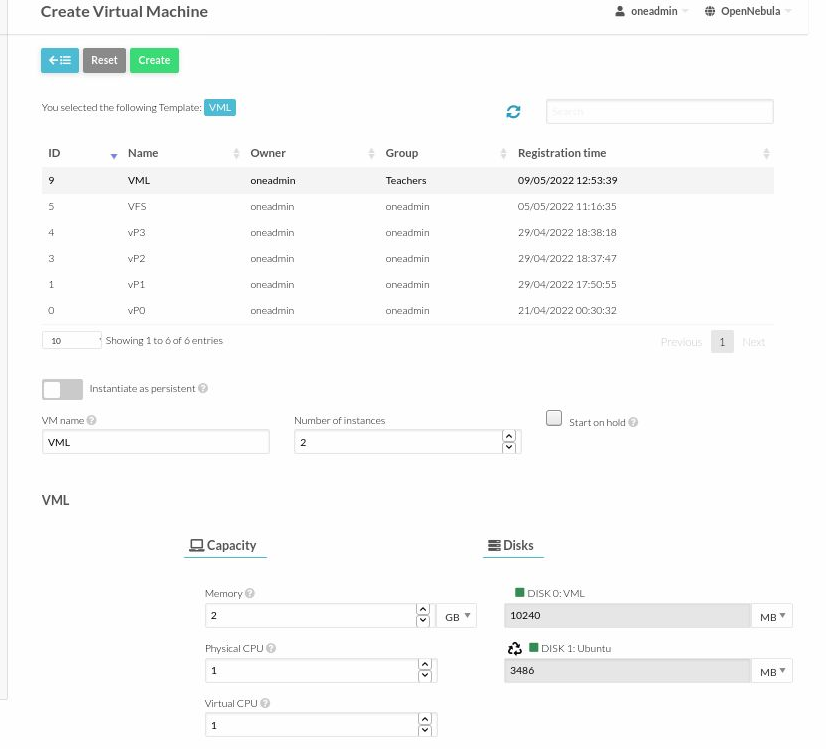 Create Virtual Machine oneadmin OpenNebula
Reset Create
You selected the following Template: VML Search
ID Name Owner Group Registration time
9 VML oneadmin Teachers 09/05/2022 12:53:39
5 VFS oneadmin oneadmin 05/05/2022 11:16:35
4 vP3 oneadmin oneadmin 29/04/2022 18:38:18
3 vP2 oneadmin oneadmin 29/04/2022 18:37:47
1 vP1 oneadmin oneadmin 29/04/2022 17:50:55
0 vP0 oneadmin oneadmin 21/04/2022 00:30:32
10 Showing 1 to 6 of 6 entries Previous 1 Next
Instantiate as persistent ?
VM name ? Number of instances Start on hold ?
VML 2
VML
Capacity Disks
Memory ? DISK 0: VML
2 GB 10240 MB
Physical CPU ? DISK 1: Ubuntu
1 3486 MB
Virtual CPU ?
1